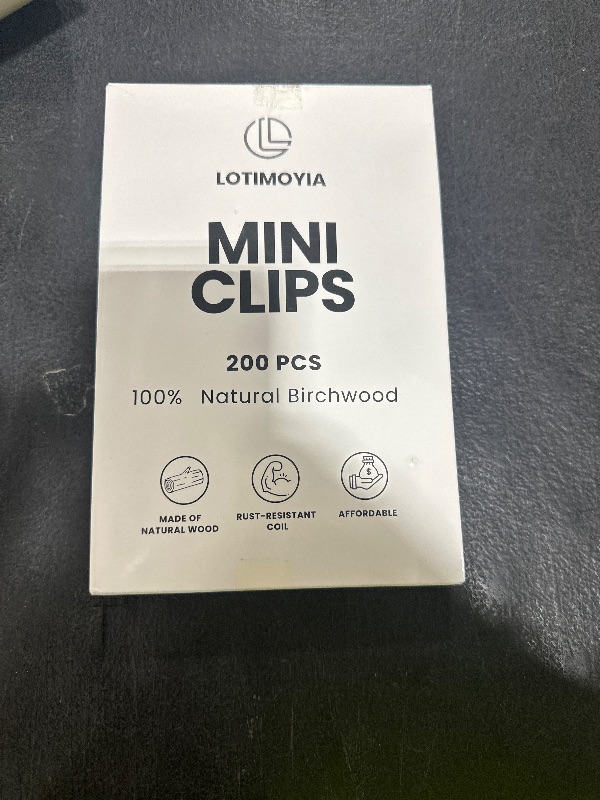 LOTIMOYIA
MINI
CLIPS
200 PCS
100% Natural Birchwood
MADE OF
NATURAL WOOD
RUST-RESISTANT
COIL
$
AFFORDABLE